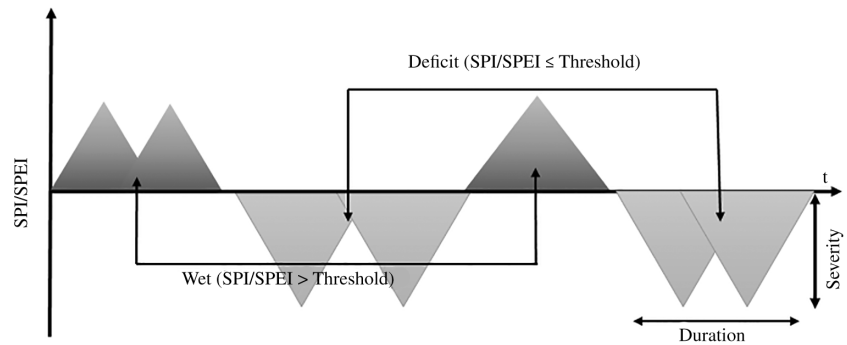 Deficit (SPI/SPEI ≤ Threshold)
t
SPI/SPEI
Wet (SPI/SPEI > Threshold)
Severity
Duration